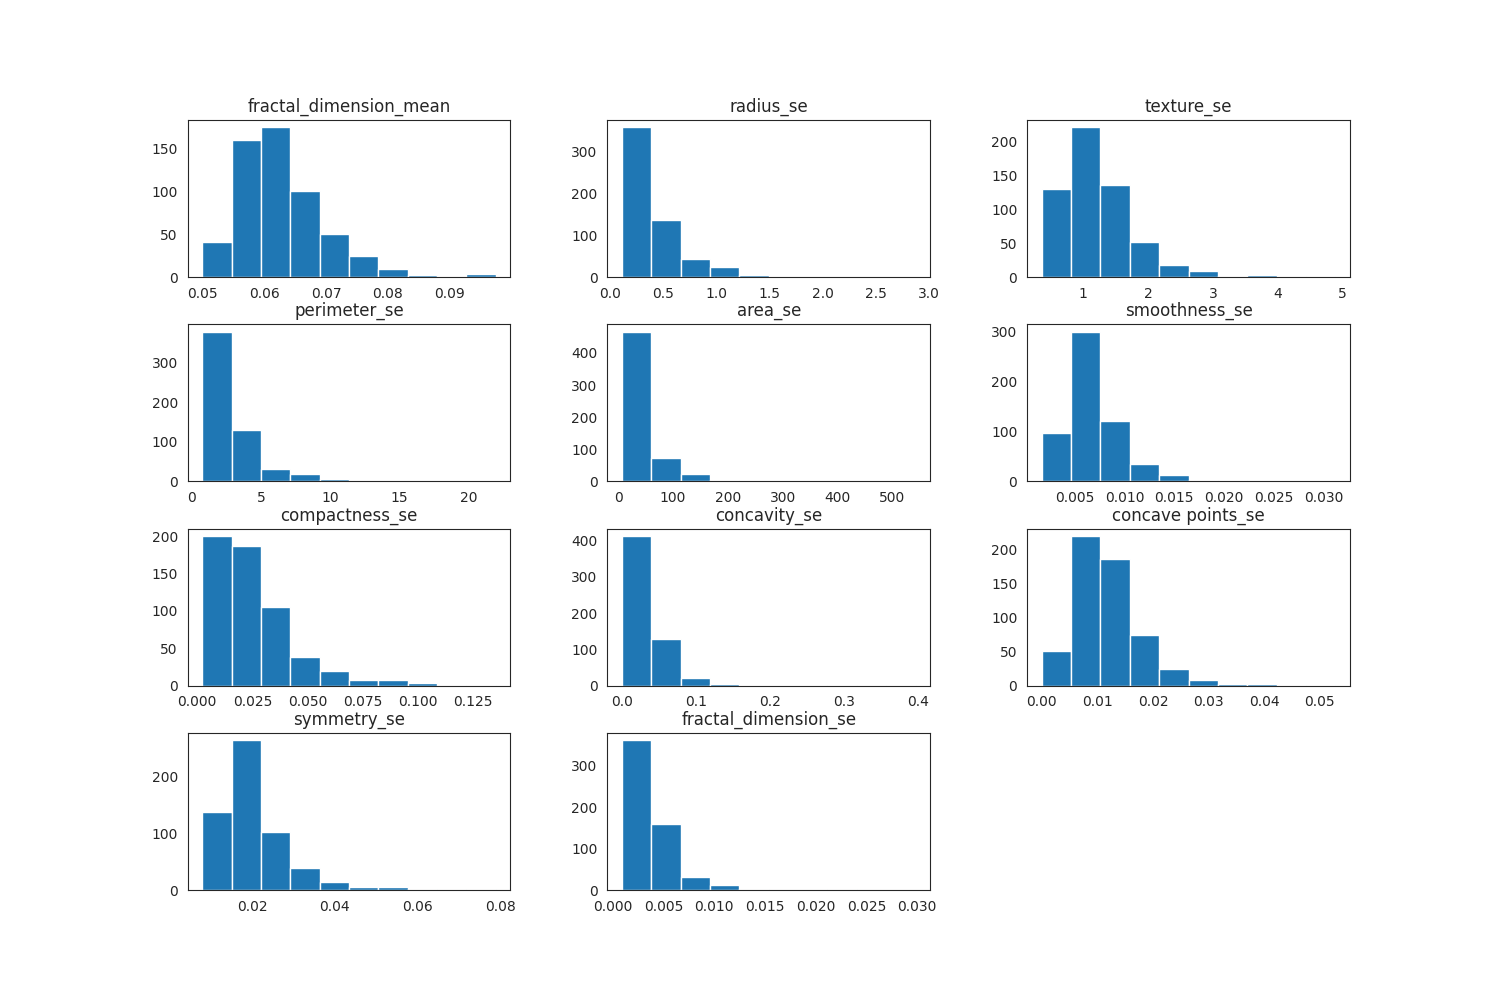 fractal_dimension_mean
150
100
50
0
0.05 0.06 0.07 0.08 0.09
radius_se
300
200
100
0
0.0 0.5 1.0 1.5 2.0 2.5 3.0
texture_se
200
150
100
50
0
1 2 3 4 5
perimeter_se
300
200
100
0
0 5 10 15 20
area_se
400
300
200
100
0
0 100 200 300 400 500
smoothness_se
300
200
100
0
0.005 0.010 0.015 0.020 0.025 0.030
compactness_se
200
150
100
50
0
0.000 0.025 0.050 0.075 0.100 0.125
concavity_se
400
300
200
100
0
0.0 0.1 0.2 0.3 0.4
concave points_se
200
150
100
50
0
0.00 0.01 0.02 0.03 0.04 0.05
symmetry_se
200
100
0
0.02 0.04 0.06 0.08
fractal_dimension_se
300
200
100
0
0.000 0.005 0.010 0.015 0.020 0.025 0.030